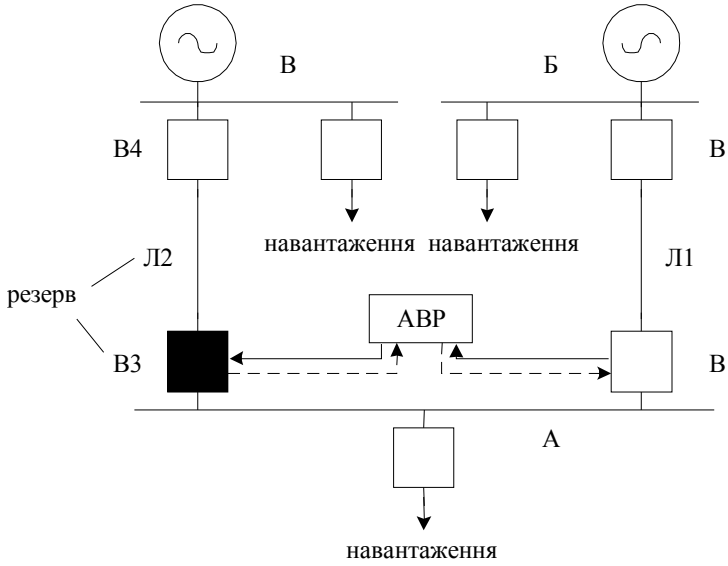 В
Б
В4
В
навантаження
навантаження
Л2
Л1
резерв
АВР
В3
В
А
навантаження